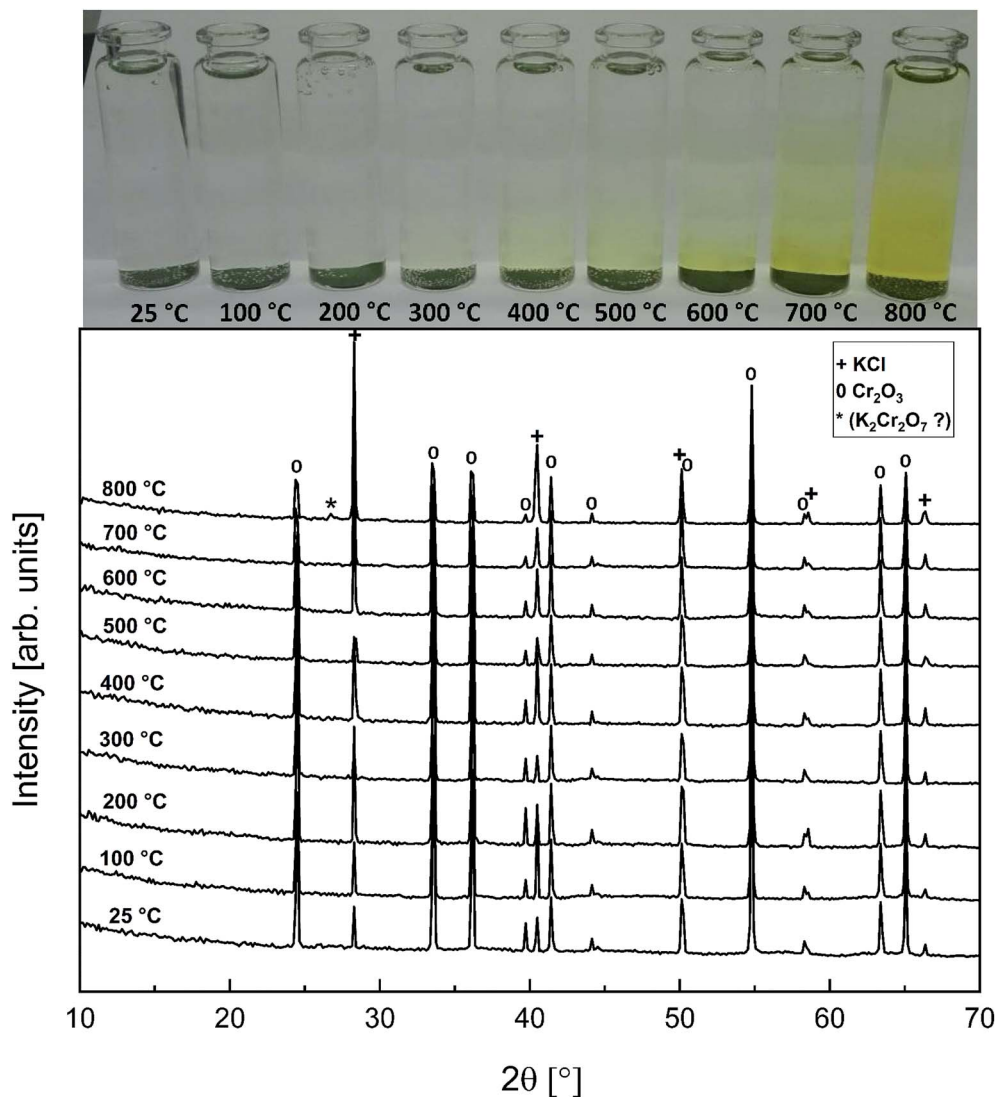 25 °C 100 °C 200 °C 300 °C 400 °C 500 °C 600 °C 700 °C 800 °C
+ KCl
0 Cr₂O₃
* (K₂Cr₂O₇ ?)
800 °C
700 °C
600 °C
500 °C
400 °C
300 °C
200 °C
100 °C
25 °C
Intensity [arb. units]
10 20 30 40 50 60 70
2θ [°]